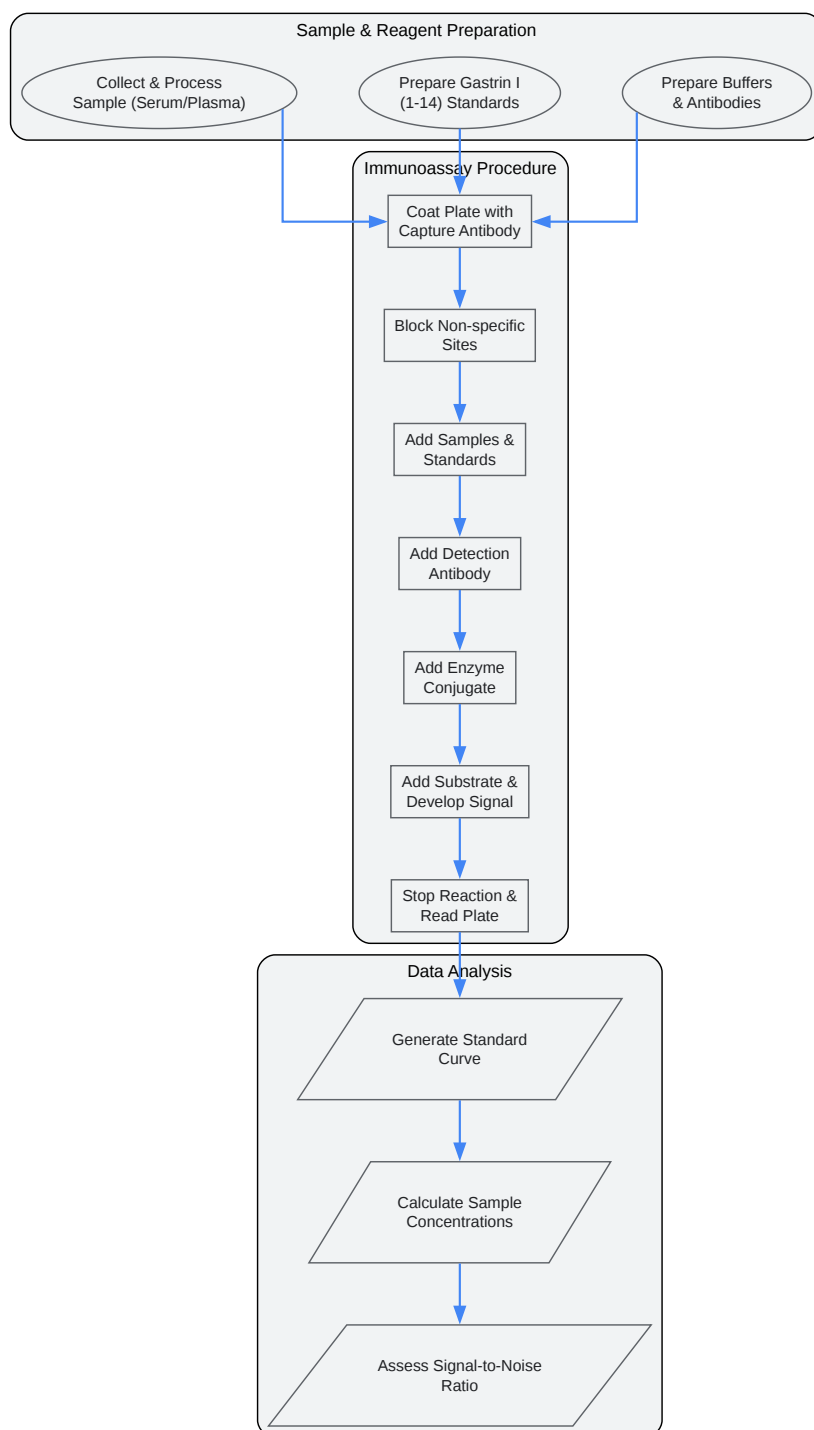 Sample & Reagent Preparation
Collect & Process
Sample (Serum/Plasma)
Prepare Gastrin I
(1-14) Standards
Prepare Buffers
& Antibodies
Immunoassay Procedure
Coat Plate with
Capture Antibody
Block Non-specific
Sites
Add Samples &
Standards
Add Detection
Antibody
Add Enzyme
Conjugate
Add Substrate &
Develop Signal
Stop Reaction &
Read Plate
Data Analysis
Generate Standard
Curve
Calculate Sample
Concentrations
Assess Signal-to-Noise
Ratio